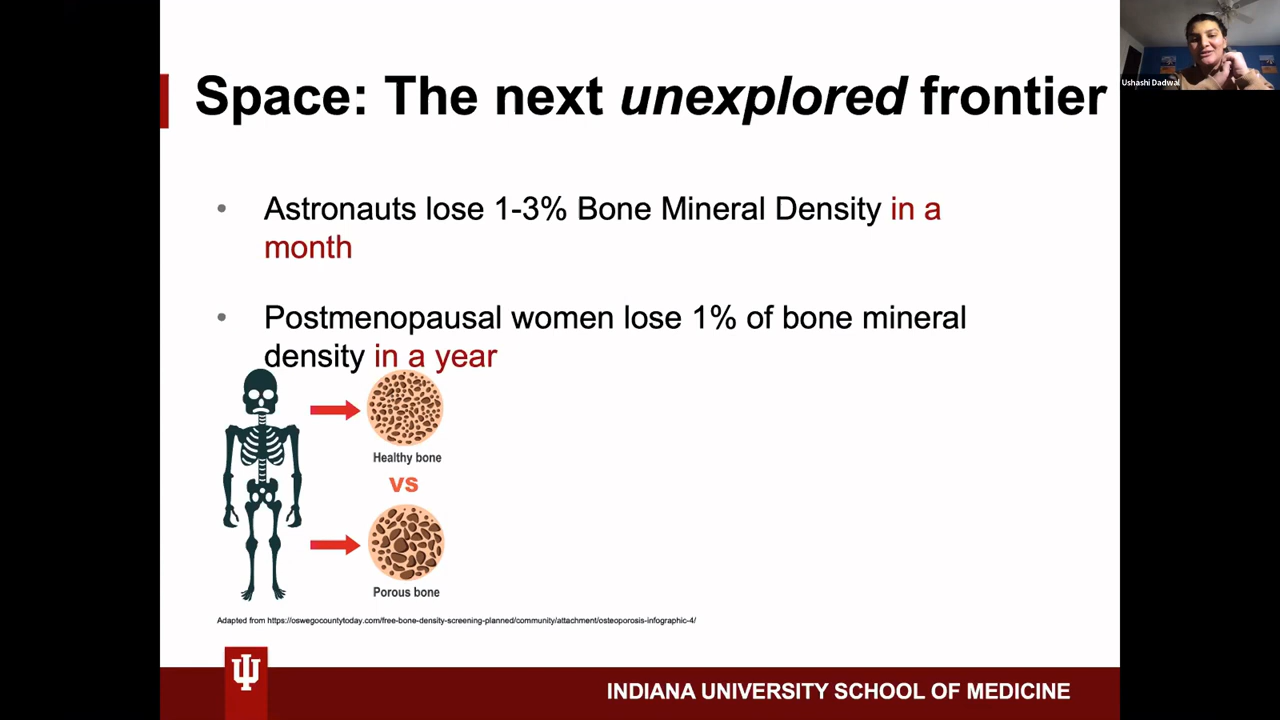 Space: The next unexplored frontier
Ushashi Dadwal
• Astronauts lose 1-3% Bone Mineral Density in a
month
• Postmenopausal women lose 1% of bone mineral
density in a year
Healthy bone
vs
Porous bone
Adapted from https://oswegocountytoday.com/free-bone-density-screening-planned/community/attachment/osteoporosis-infographic-4/
INDIANA UNIVERSITY SCHOOL OF MEDICINE